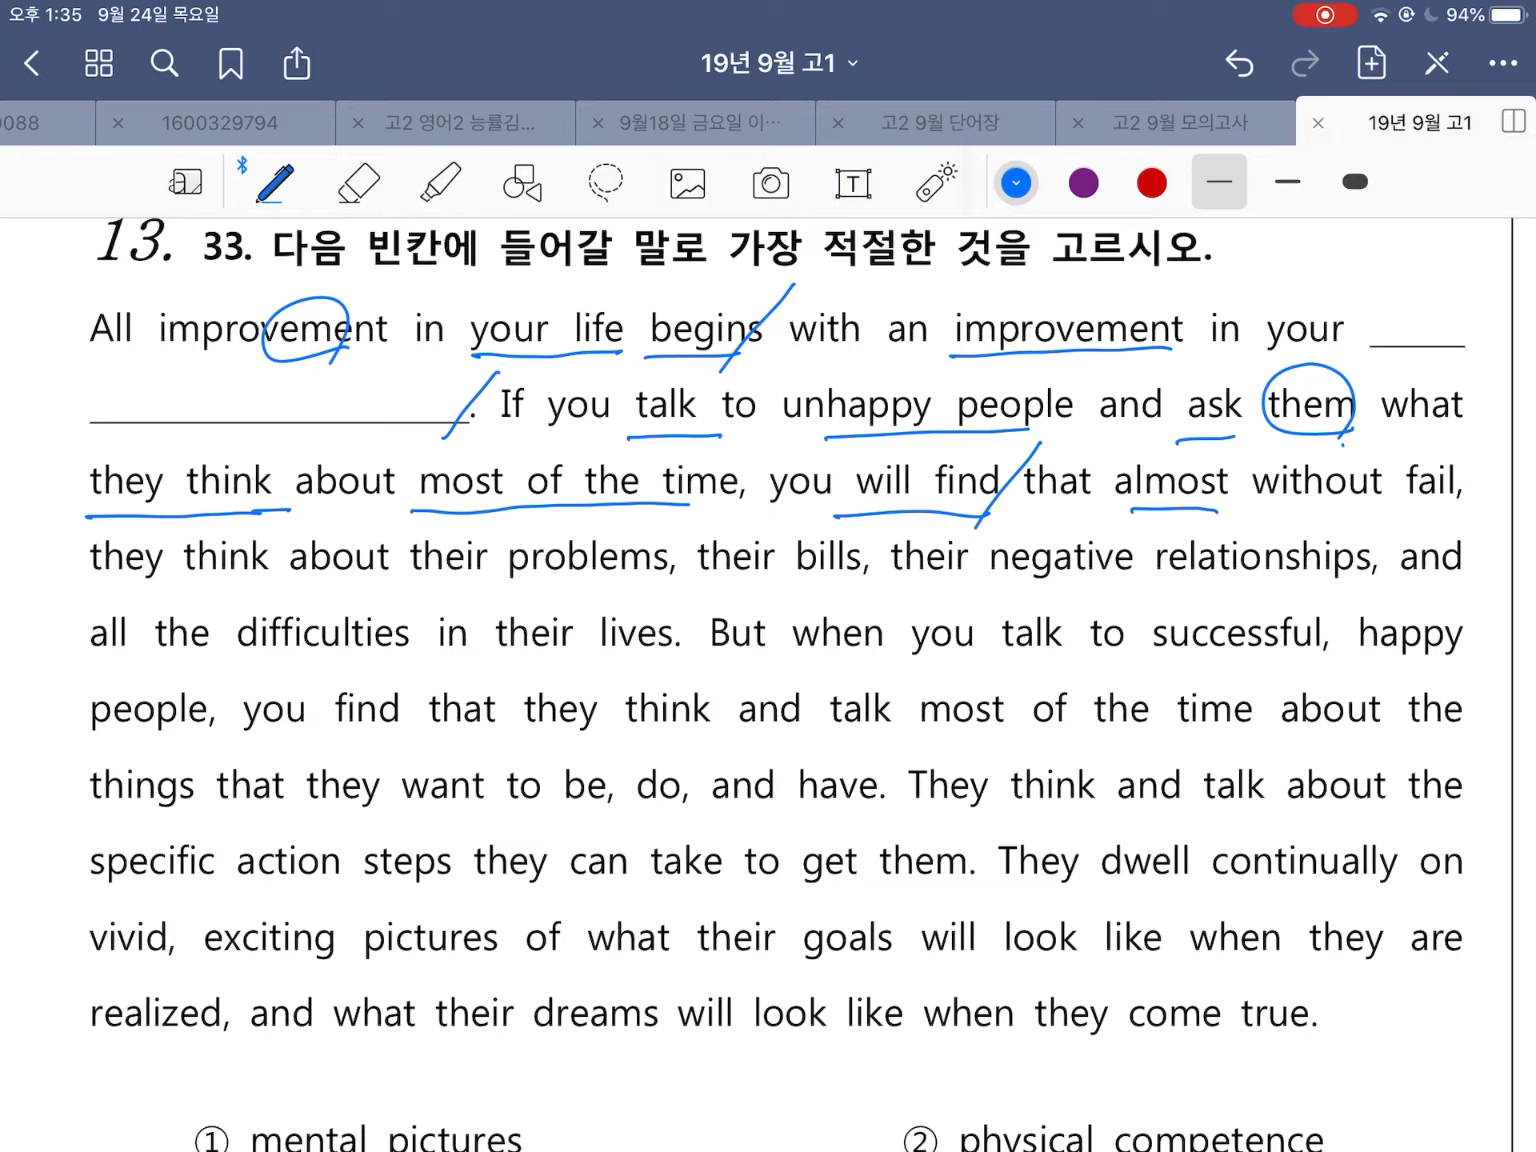 오후 1:35 9월 24일 목요일 94%
19년 9월 고1
0088 × 1600329794 × 고2 영어2 능률김... × 9월18일 금요일 이... × 고2 9월 단어장 × 고2 9월 모의고사 × 19년 9월 고1
T
13. 33. 다음 빈칸에 들어갈 말로 가장 적절한 것을 고르시오.
All improvement in your life begins with an improvement in your _____
_______________. If you talk to unhappy people and ask them what
they think about most of the time, you will find that almost without fail,
they think about their problems, their bills, their negative relationships, and
all the difficulties in their lives. But when you talk to successful, happy
people, you find that they think and talk most of the time about the
things that they want to be, do, and have. They think and talk about the
specific action steps they can take to get them. They dwell continually on
vivid, exciting pictures of what their goals will look like when they are
realized, and what their dreams will look like when they come true.
① mental pictures ② physical competence